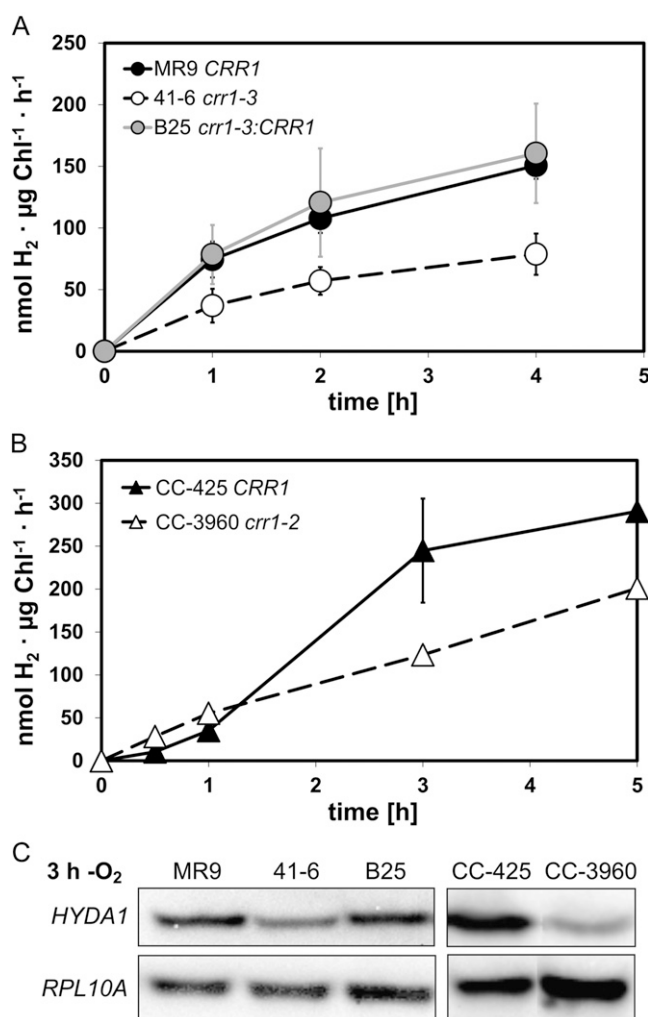 A
nmol H₂ · µg Chl⁻¹ · h⁻¹
250
200
150
100
50
0
MR9 CRR1
41-6 crr1-3
B25 crr1-3:CRR1
0 1 2 3 4 5
time [h]
B
nmol H₂ · µg Chl⁻¹ · h⁻¹
350
300
250
200
150
100
50
0
CC-425 CRR1
CC-3960 crr1-2
0 1 2 3 4 5
time [h]
C
3 h -O₂ MR9 41-6 B25 CC-425 CC-3960
HYDA1
RPL10A